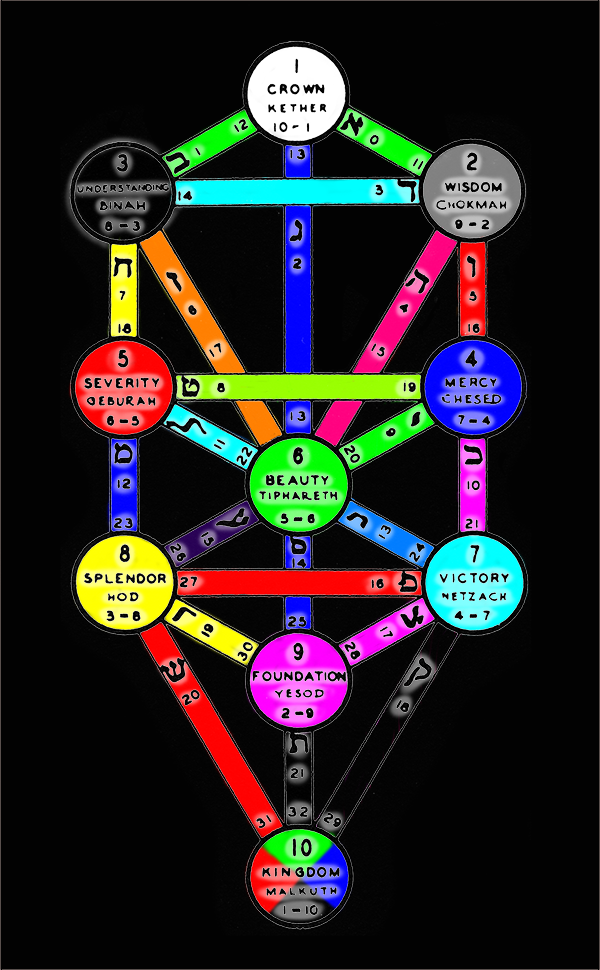 1
CROWN
KETHER
10 - 1
12
1
ב
א
0
11
13
3
UNDERSTANDING
BINAH
8 - 3
2
WISDOM
CHOKMAH
9 - 2
14
3
ד
ג
2
ח
7
18
ז
6
17
ה
4
15
ו
5
16
5
SEVERITY
GEBURAH
6 - 5
4
MERCY
CHESED
7 - 4
ט
8
19
13
ל
11
22
י
9
20
6
BEAUTY
TIPHARETH
5 - 6
מ
12
23
כ
10
21
ע
15
26
נ
13
24
ס
14
25
8
SPLENDOR
HOD
3 - 8
7
VICTORY
NETZACH
4 - 7
27
16
פ
ר
19
30
צ
17
28
9
FOUNDATION
YESOD
2 - 9
ש
20
31
ת
21
32
ק
18
29
10
KINGDOM
MALKUTH
1 - 10